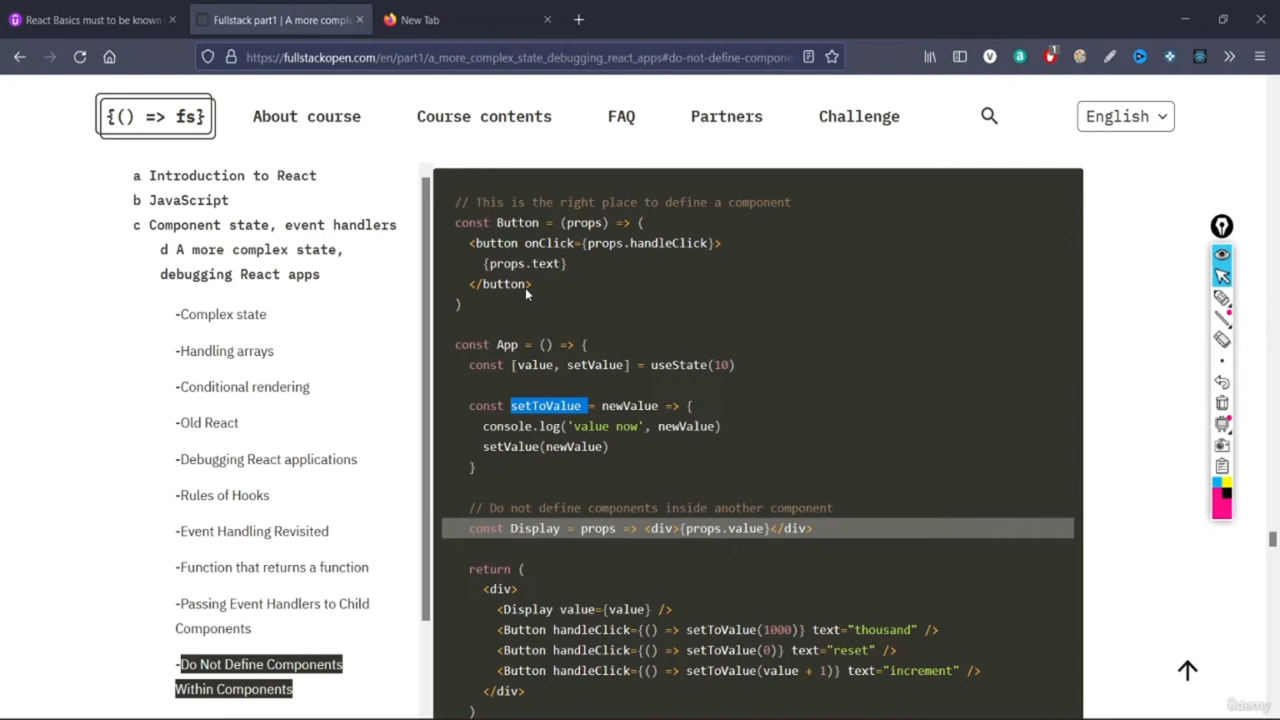 React Basics must to be known
Fullstack part1 | A more comple
New Tab
https://fullstackopen.com/en/part1/a_more_complex_state_debugging_react_apps#do-not-define-compone
{() => fs}
About course
Course contents
FAQ
Partners
Challenge
English
a Introduction to React
b JavaScript
c Component state, event handlers
d A more complex state,
debugging React apps
-Complex state
-Handling arrays
-Conditional rendering
-Old React
-Debugging React applications
-Rules of Hooks
-Event Handling Revisited
-Function that returns a function
-Passing Event Handlers to Child
Components
-Do Not Define Components
Within Components
// This is the right place to define a component
const Button = (props) => (
<button onClick={props.handleClick}>
{props.text}
</button>
)
const App = () => {
const [value, setValue] = useState(10)
const setToValue = newValue => {
console.log('value now', newValue)
setValue(newValue)
}
// Do not define components inside another component
const Display = props => <div>{props.value}</div>
return (
<div>
<Display value={value} />
<Button handleClick={() => setToValue(1000)} text="thousand" />
<Button handleClick={() => setToValue(0)} text="reset" />
<Button handleClick={() => setToValue(value + 1)} text="increment" />
</div>
)
ûdemy